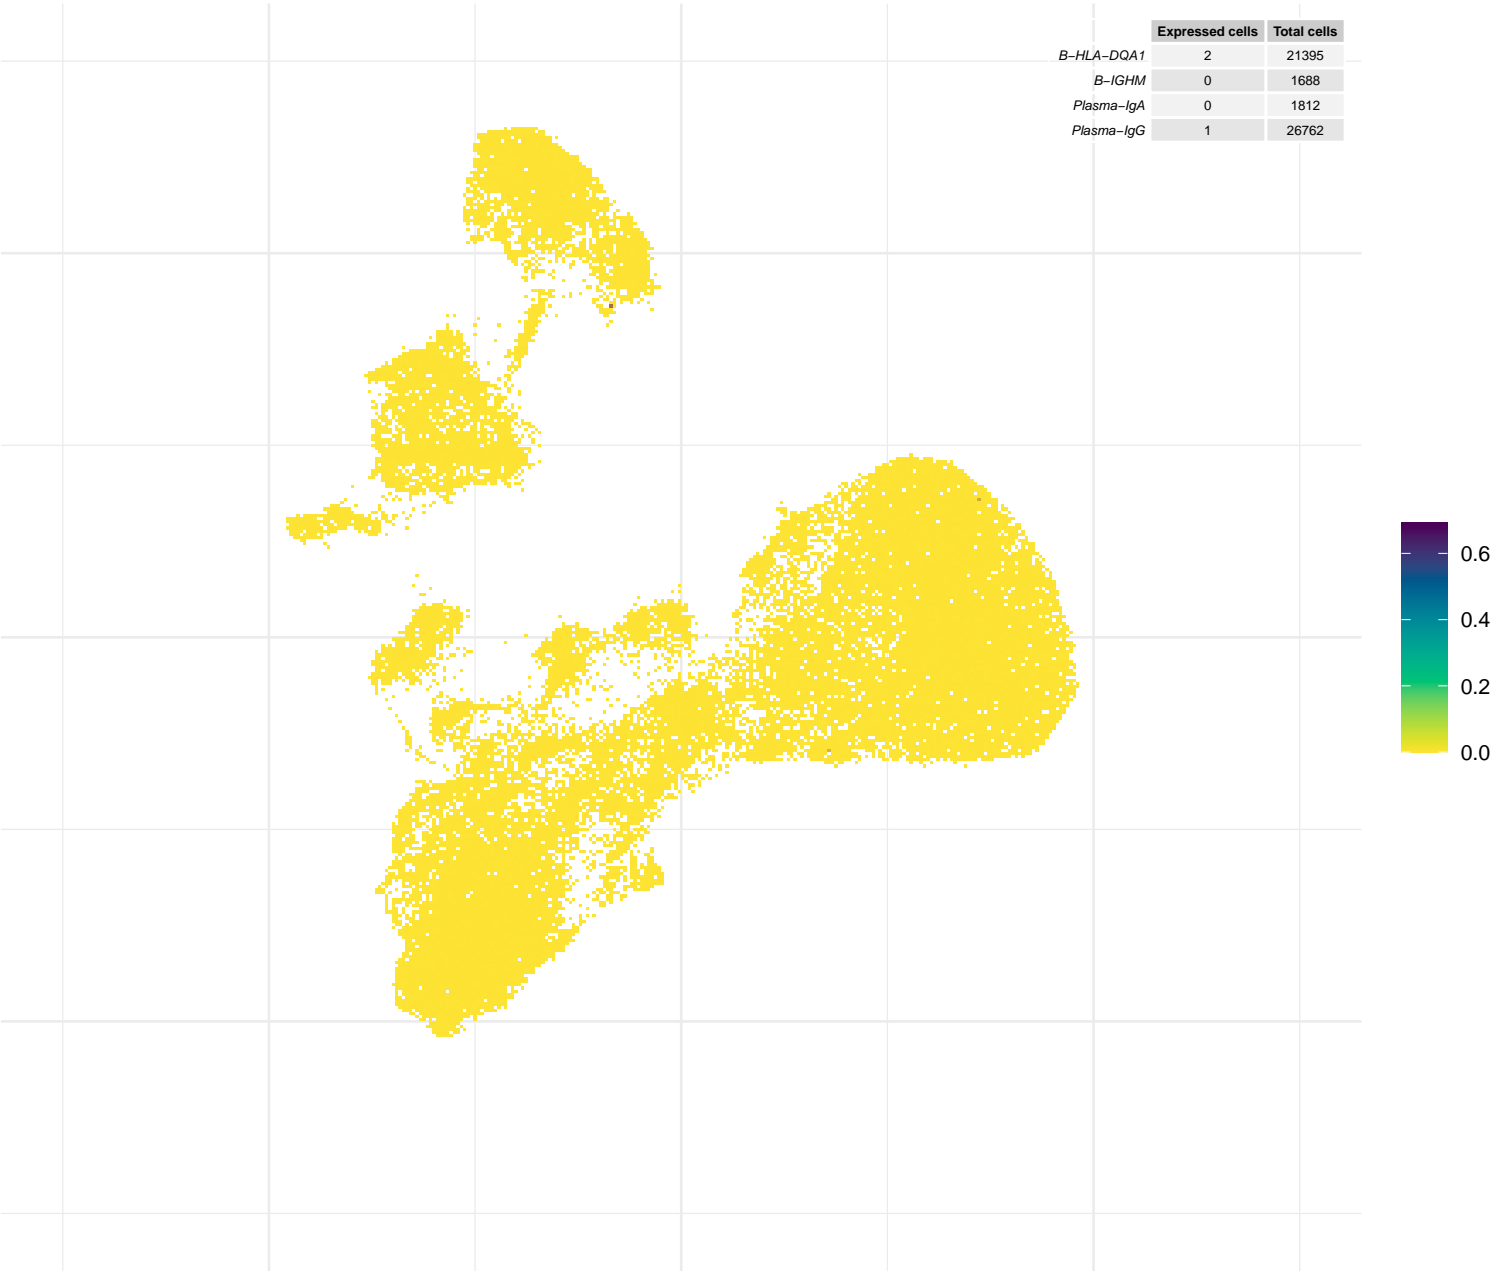 Expressed cells Total cells
B−HLA−DQA1 2 21395
B−IGHM 0 1688
Plasma−IgA 0 1812
Plasma−IgG 1 26762
0.6
0.4
0.2
0.0